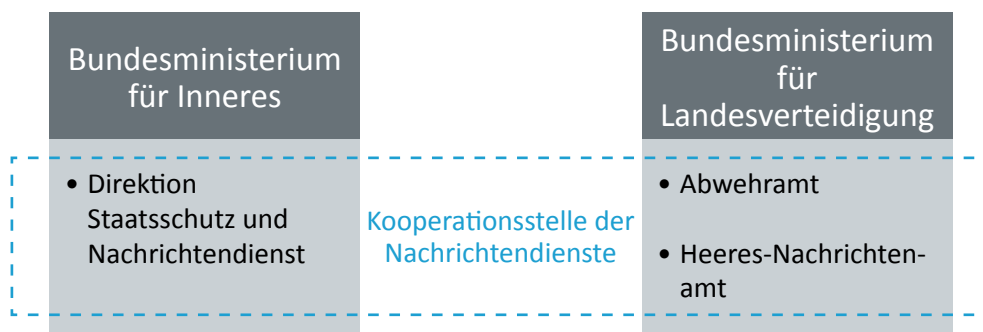 Bundesministerium
für Inneres
• Direktion
Staatsschutz und
Nachrichtendienst
Kooperationsstelle der
Nachrichtendienste
Bundesministerium
für
Landesverteidigung
• Abwehramt
• Heeres-Nachrichten-
amt